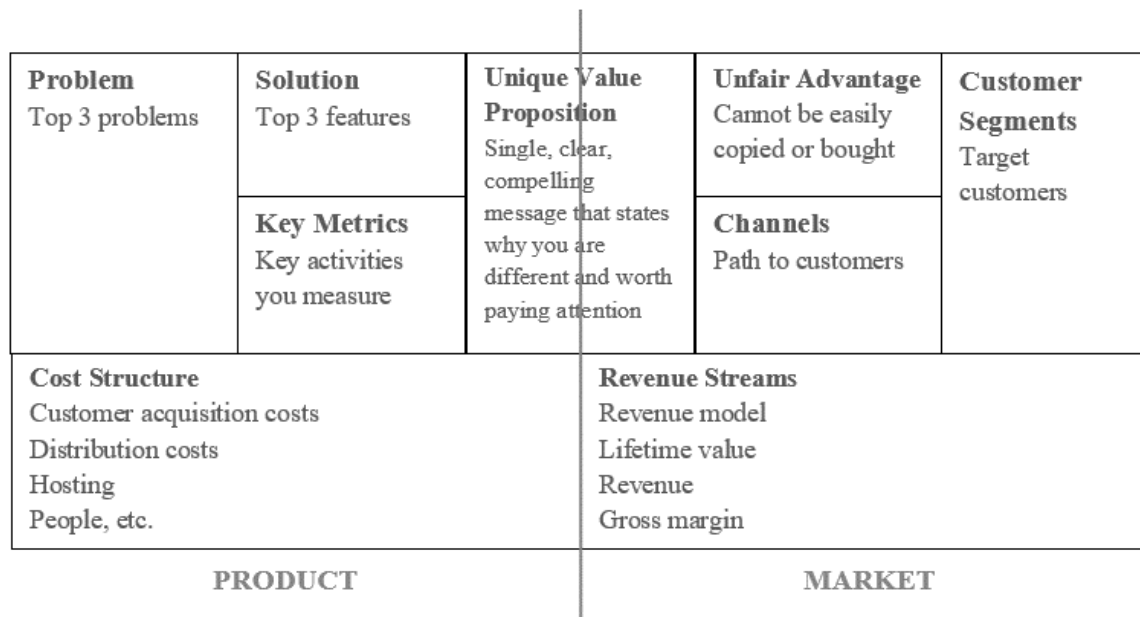 Problem
Top 3 problems
Solution
Top 3 features
Key Metrics
Key activities
you measure
Unique Value
Proposition
Single, clear,
compelling
message that states
why you are
different and worth
paying attention
Unfair Advantage
Cannot be easily
copied or bought
Channels
Path to customers
Customer
Segments
Target
customers
Cost Structure
Customer acquisition costs
Distribution costs
Hosting
People, etc.
Revenue Streams
Revenue model
Lifetime value
Revenue
Gross margin
PRODUCT
MARKET